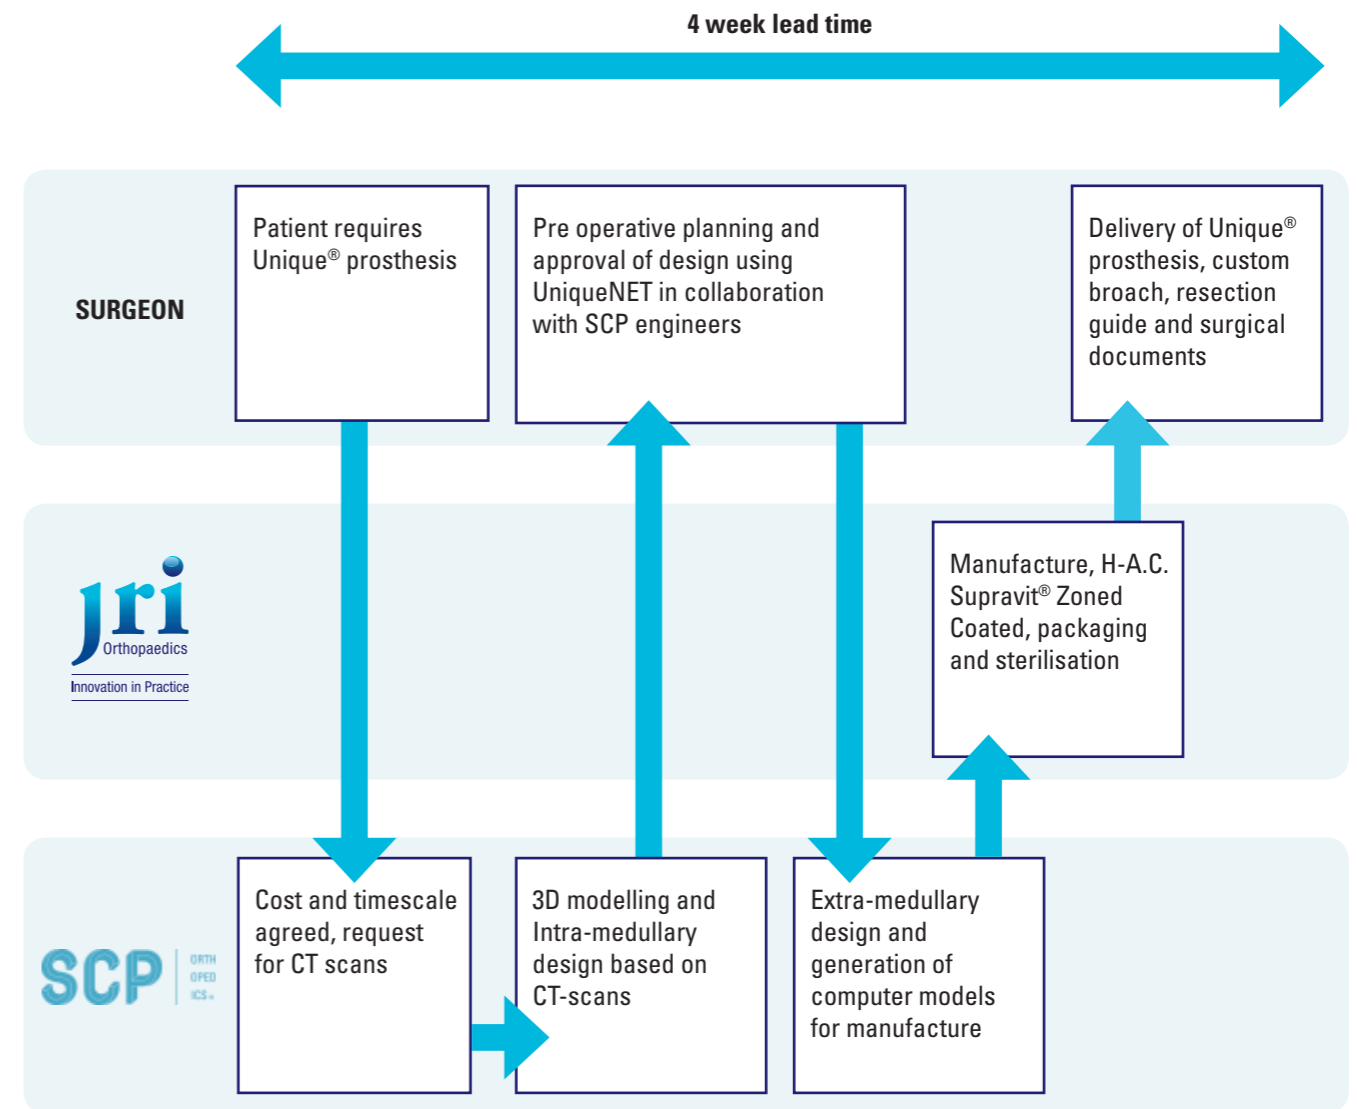 4 week lead time
SURGEON
Patient requires
Unique® prosthesis
Pre operative planning and
approval of design using
UniqueNET in collaboration
with SCP engineers
Delivery of Unique®
prosthesis, custom
broach, resection
guide and surgical
documents
jri
Orthopaedics
Innovation in Practice
Manufacture, H-A.C.
Supravit® Zoned
Coated, packaging
and sterilisation
SCP
ORTH
OPED
ICS
Cost and timescale
agreed, request
for CT scans
3D modelling and
Intra-medullary
design based on
CT-scans
Extra-medullary
design and
generation of
computer models
for manufacture